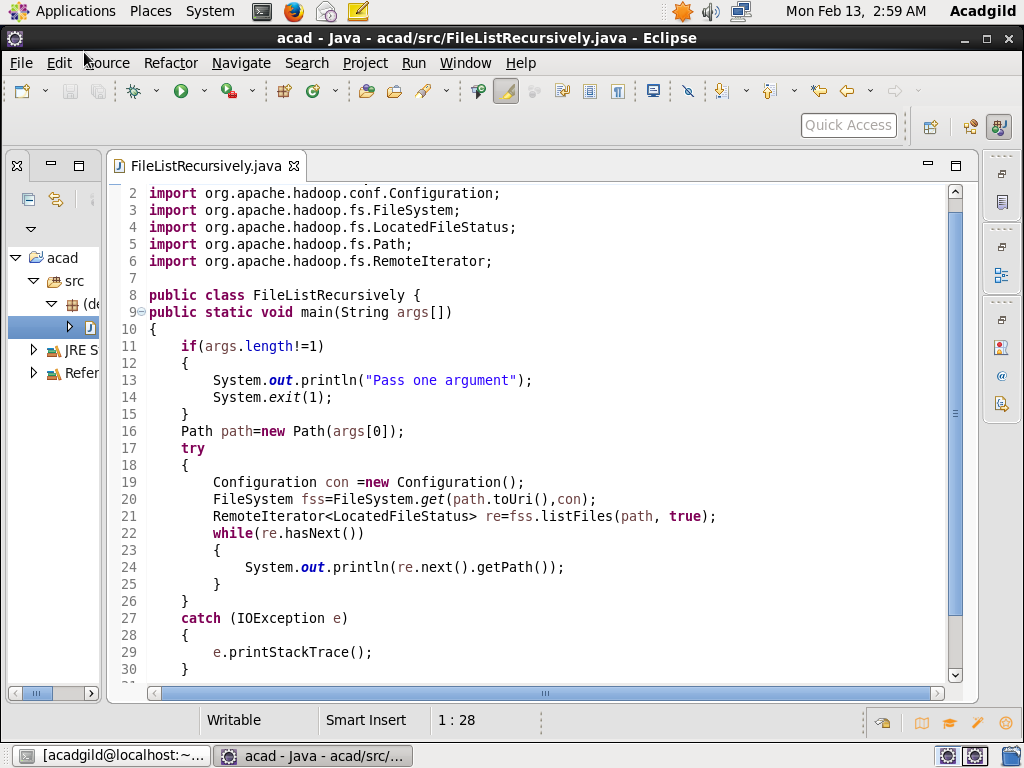 Applications Places System Mon Feb 13, 2:59 AM Acadgild
acad - Java - acad/src/FileListRecursively.java - Eclipse
File Edit Source Refactor Navigate Search Project Run Window Help
Quick Access
FileListRecursively.java
acad
src
(de
J
JRE S
Refer
2 import org.apache.hadoop.conf.Configuration;
3 import org.apache.hadoop.fs.FileSystem;
4 import org.apache.hadoop.fs.LocatedFileStatus;
5 import org.apache.hadoop.fs.Path;
6 import org.apache.hadoop.fs.RemoteIterator;
7
8 public class FileListRecursively {
9 public static void main(String args[])
10 {
11     if(args.length!=1)
12     {
13         System.out.println("Pass one argument");
14         System.exit(1);
15     }
16     Path path=new Path(args[0]);
17     try
18     {
19         Configuration con =new Configuration();
20         FileSystem fss=FileSystem.get(path.toUri(),con);
21         RemoteIterator<LocatedFileStatus> re=fss.listFiles(path, true);
22         while(re.hasNext())
23         {
24             System.out.println(re.next().getPath());
25         }
26     }
27     catch (IOException e)
28     {
29         e.printStackTrace();
30     }
Writable Smart Insert 1 : 28
[acadgild@localhost:~... acad - Java - acad/src/...